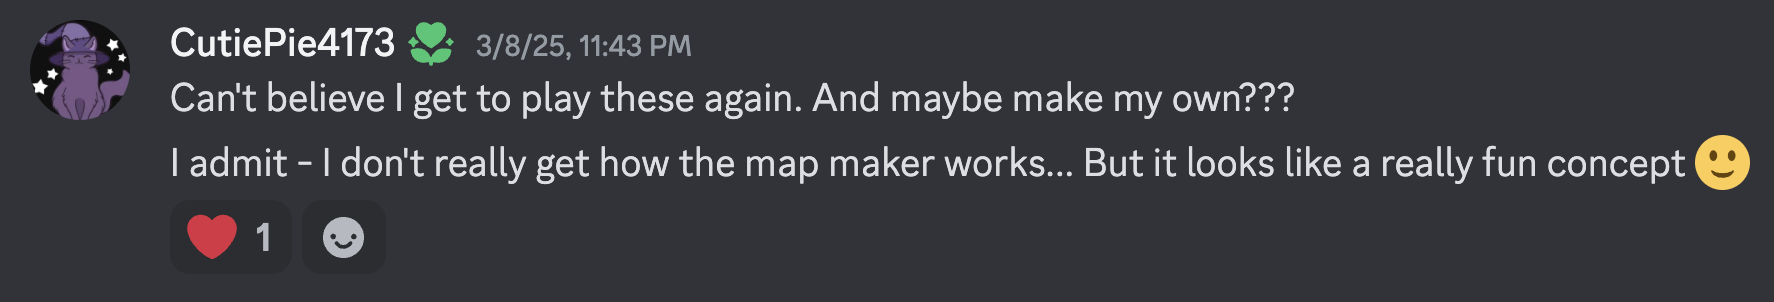 CutiePie4173 3/8/25, 11:43 PM
Can't believe I get to play these again. And maybe make my own???
I admit - I don't really get how the map maker works... But it looks like a really fun concept 🙂
1